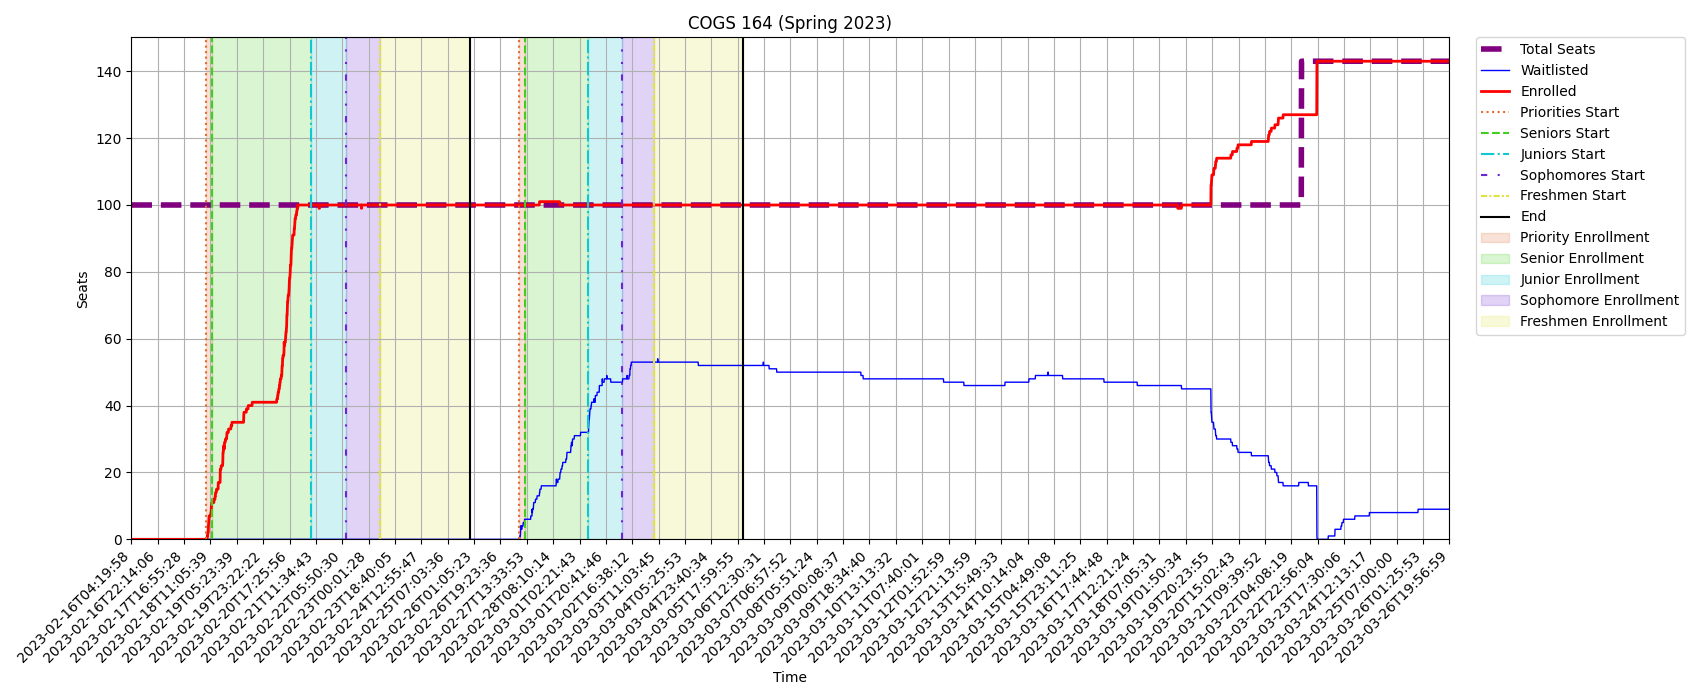 COGS 164 (Spring 2023)
Seats
0
20
40
60
80
100
120
140
2023-02-16T04:19:58
2023-02-16T22:14:06
2023-02-17T16:55:28
2023-02-18T11:05:39
2023-02-19T05:23:39
2023-02-19T23:22:22
2023-02-20T17:25:56
2023-02-21T11:34:43
2023-02-22T05:50:30
2023-02-23T00:01:28
2023-02-23T18:40:05
2023-02-24T12:55:47
2023-02-25T07:03:36
2023-02-26T01:05:23
2023-02-26T19:23:36
2023-02-27T13:33:53
2023-02-28T08:10:14
2023-03-01T02:21:43
2023-03-01T20:41:46
2023-03-02T16:38:12
2023-03-03T11:03:45
2023-03-04T05:25:53
2023-03-04T23:40:34
2023-03-05T17:59:55
2023-03-06T12:30:31
2023-03-07T06:57:52
2023-03-08T05:51:24
2023-03-09T00:08:37
2023-03-09T18:34:40
2023-03-10T13:13:32
2023-03-11T07:40:01
2023-03-12T01:52:59
2023-03-12T21:13:59
2023-03-13T15:49:33
2023-03-14T10:14:04
2023-03-15T04:49:08
2023-03-15T23:11:25
2023-03-16T17:44:48
2023-03-17T12:21:24
2023-03-18T07:05:31
2023-03-19T01:50:34
2023-03-19T20:23:55
2023-03-20T15:02:43
2023-03-21T09:39:52
2023-03-22T04:08:19
2023-03-22T22:56:04
2023-03-23T17:30:06
2023-03-24T12:13:17
2023-03-25T07:00:00
2023-03-26T01:25:53
2023-03-26T19:56:59
Time
Total Seats
Waitlisted
Enrolled
Priorities Start
Seniors Start
Juniors Start
Sophomores Start
Freshmen Start
End
Priority Enrollment
Senior Enrollment
Junior Enrollment
Sophomore Enrollment
Freshmen Enrollment